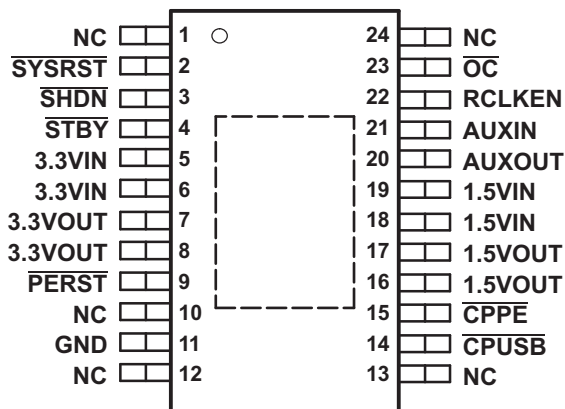 NC 1 24 NC
SYSRST 2 23 OC
SHDN 3 22 RCLKEN
STBY 4 21 AUXIN
3.3VIN 5 20 AUXOUT
3.3VIN 6 19 1.5VIN
3.3VOUT 7 18 1.5VIN
3.3VOUT 8 17 1.5VOUT
PERST 9 16 1.5VOUT
NC 10 15 CPPE
GND 11 14 CPUSB
NC 12 13 NC